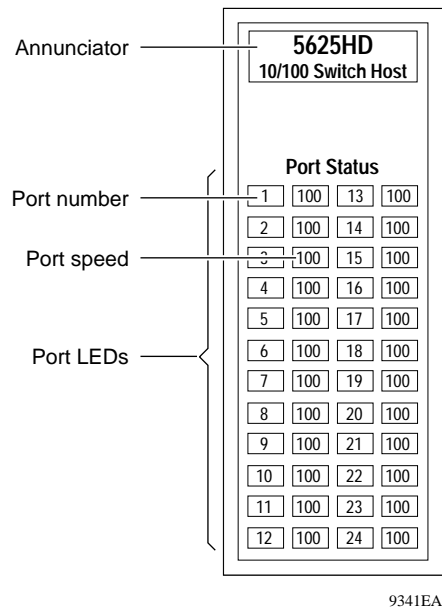 Annunciator
5625HD
10/100 Switch Host
Port Status
Port number
1 100 13 100
2 100 14 100
Port speed
3 100 15 100
4 100 16 100
5 100 17 100
Port LEDs
6 100 18 100
7 100 19 100
8 100 20 100
9 100 21 100
10 100 22 100
11 100 23 100
12 100 24 100
9341EA